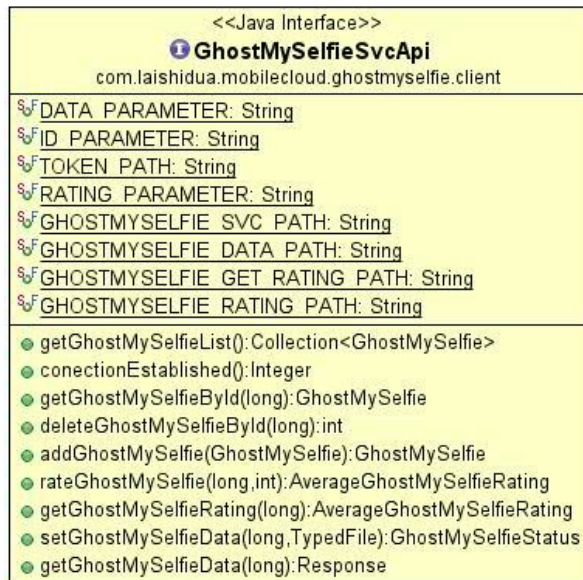 <<Java Interface>>
GhostMySelfieSvcApi
com.laishidua.mobilecloud.ghostmyselfie.client
DATA_PARAMETER: String
ID_PARAMETER: String
TOKEN_PATH: String
RATING_PARAMETER: String
GHOSTMYSELFIE_SVC_PATH: String
GHOSTMYSELFIE_DATA_PATH: String
GHOSTMYSELFIE_GET_RATING_PATH: String
GHOSTMYSELFIE_RATING_PATH: String
getGhostMySelfieList():Collection<GhostMySelfie>
conectionEstablished():Integer
getGhostMySelfieById(long):GhostMySelfie
deleteGhostMySelfieById(long):int
addGhostMySelfie(GhostMySelfie):GhostMySelfie
rateGhostMySelfie(long,int):AverageGhostMySelfieRating
getGhostMySelfieRating(long):AverageGhostMySelfieRating
setGhostMySelfieData(long,TypedFile):GhostMySelfieStatus
getGhostMySelfieData(long):Response